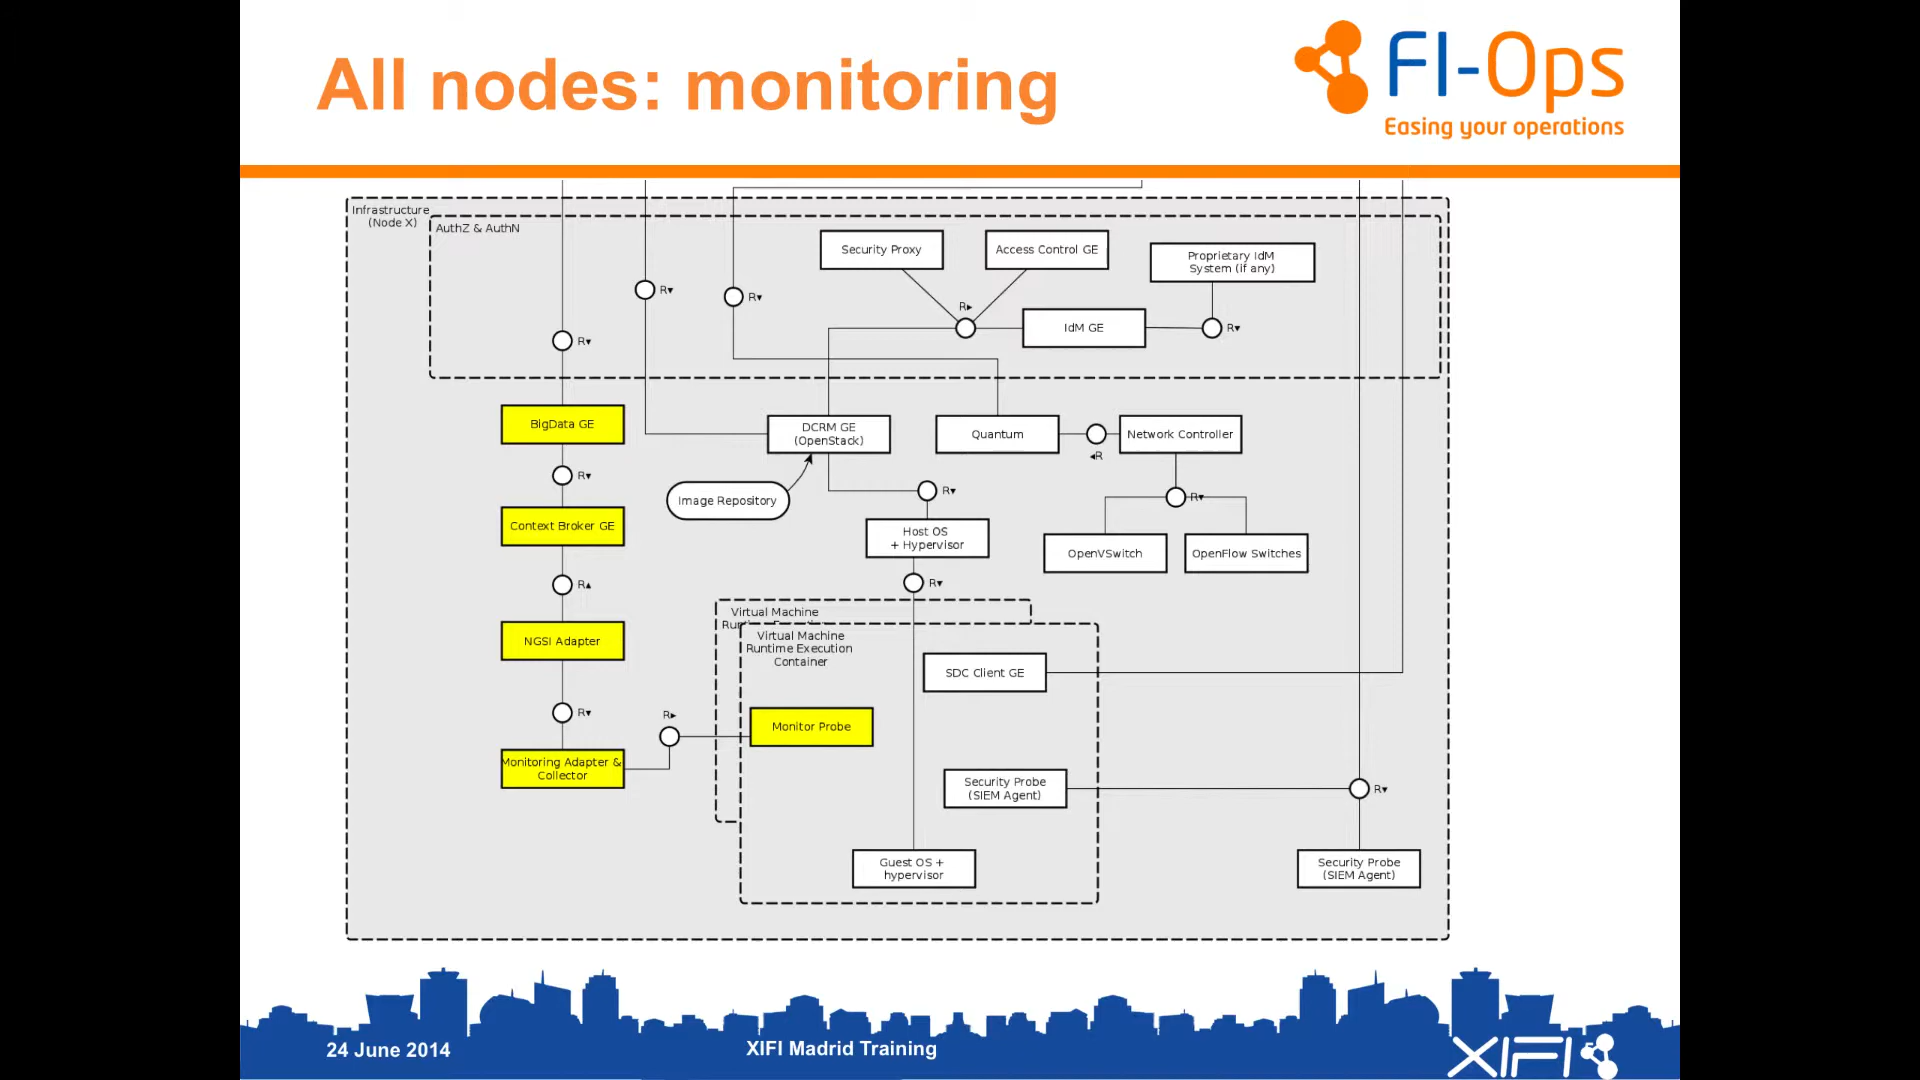 All nodes: monitoring
FI-Ops
Easing your operations
Infrastructure
(Node X)
AuthZ & AuthN
Security Proxy
Access Control GE
Proprietary IdM
System (if any)
R▾
R▾
R▸
IdM GE
R▾
R▾
BigData GE
DCRM GE
(OpenStack)
Quantum
Network Controller
◂R
R▾
Image Repository
R▾
R▾
Context Broker GE
Host OS
+ Hypervisor
OpenVSwitch
OpenFlow Switches
R▴
R▾
Virtual Machine
Virtual Machine
Runtime Execution
Container
NGSI Adapter
SDC Client GE
R▾
R▸
Monitor Probe
Monitoring Adapter &
Collector
Security Probe
(SIEM Agent)
R▾
Guest OS +
hypervisor
Security Probe
(SIEM Agent)
24 June 2014
XIFI Madrid Training
XIFI